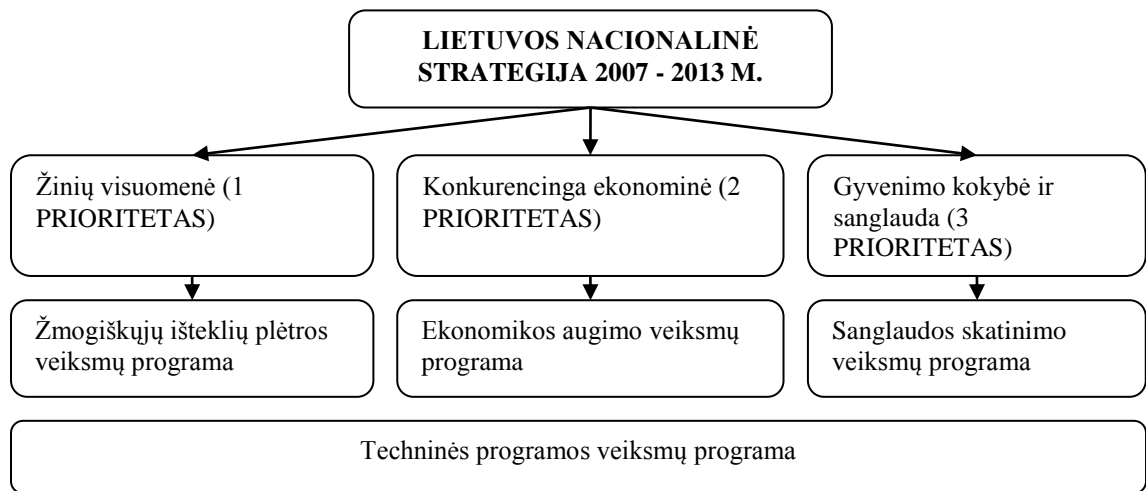 LIETUVOS NACIONALINĖ
STRATEGIJA 2007 - 2013 M.
Žinių visuomenė (1
PRIORITETAS)
Konkurencinga ekonominė (2
PRIORITETAS)
Gyvenimo kokybė ir
sanglauda (3
PRIORITETAS)
Žmogiškųjų išteklių plėtros
veiksmų programa
Ekonomikos augimo veiksmų
programa
Sanglaudos skatinimo
veiksmų programa
Techninės programos veiksmų programa